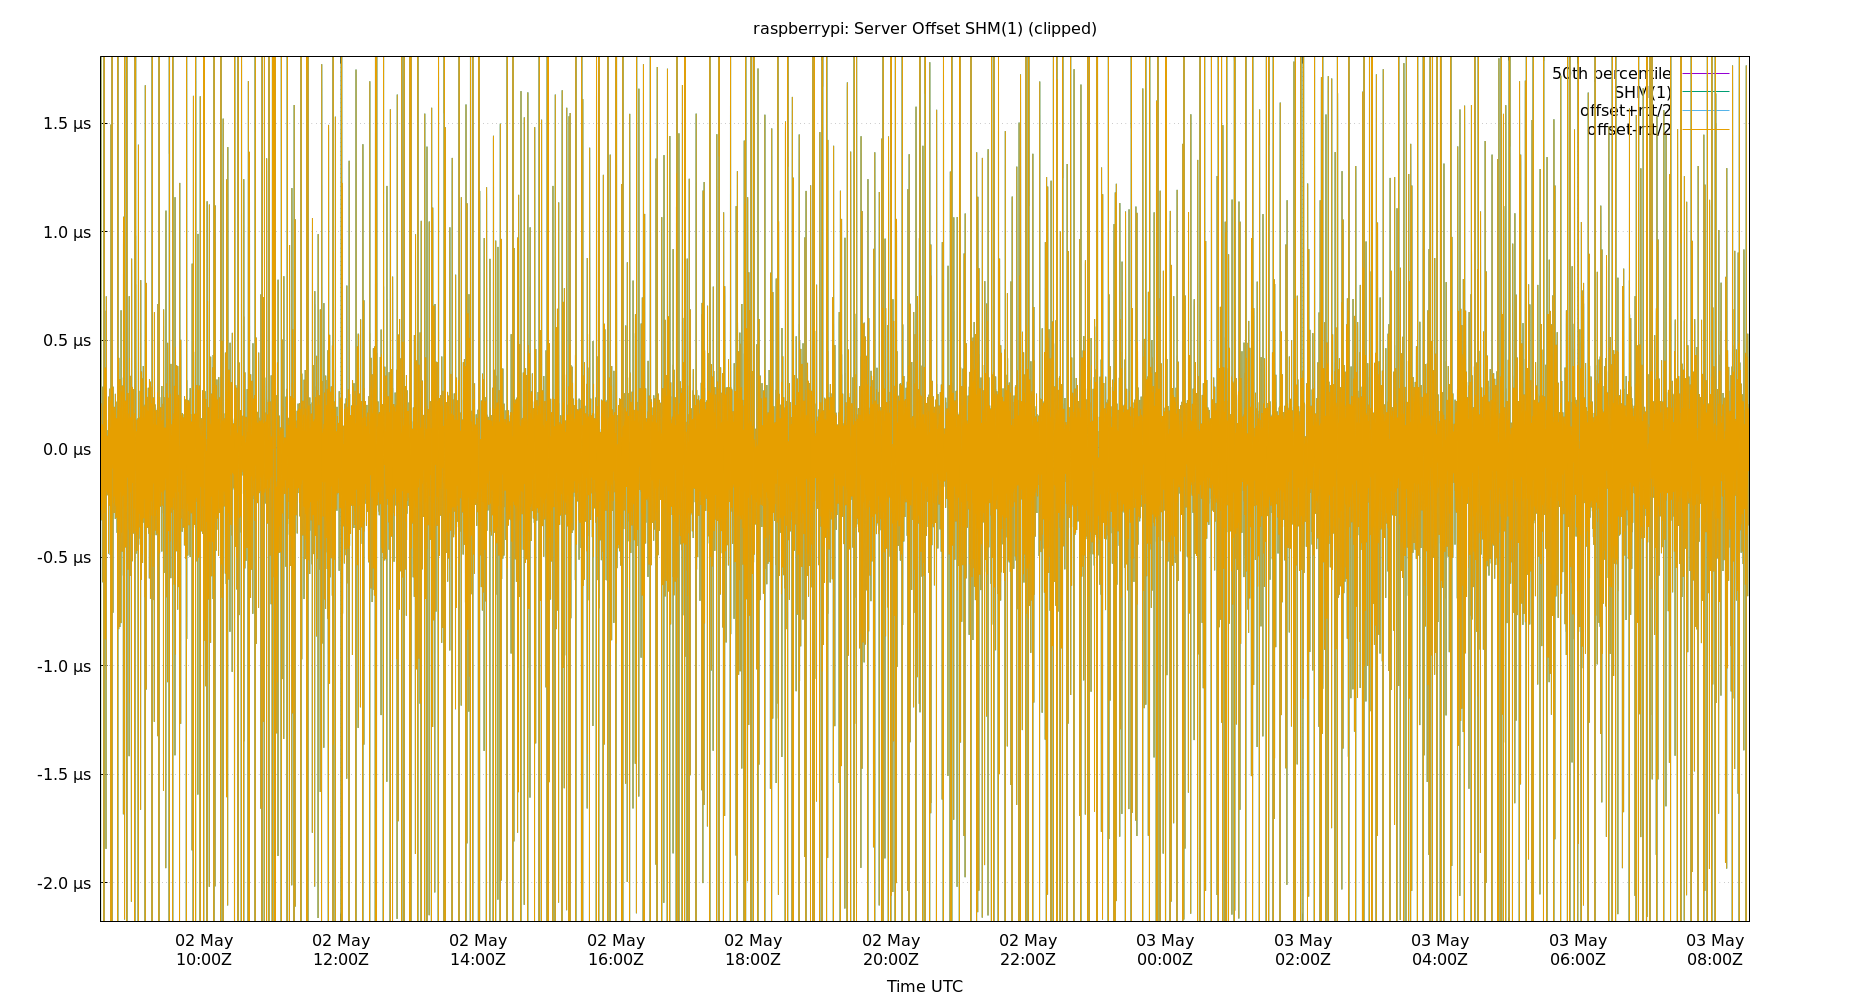 raspberrypi: Server Offset SHM(1) (clipped)
50th percentile
SHM(1)
offset+rtt/2
offset-rtt/2
1.5 µs
1.0 µs
0.5 µs
0.0 µs
-0.5 µs
-1.0 µs
-1.5 µs
-2.0 µs
02 May 02 May 02 May 02 May 02 May 02 May 02 May 03 May 03 May 03 May 03 May 03 May
10:00Z 12:00Z 14:00Z 16:00Z 18:00Z 20:00Z 22:00Z 00:00Z 02:00Z 04:00Z 06:00Z 08:00Z
Time UTC